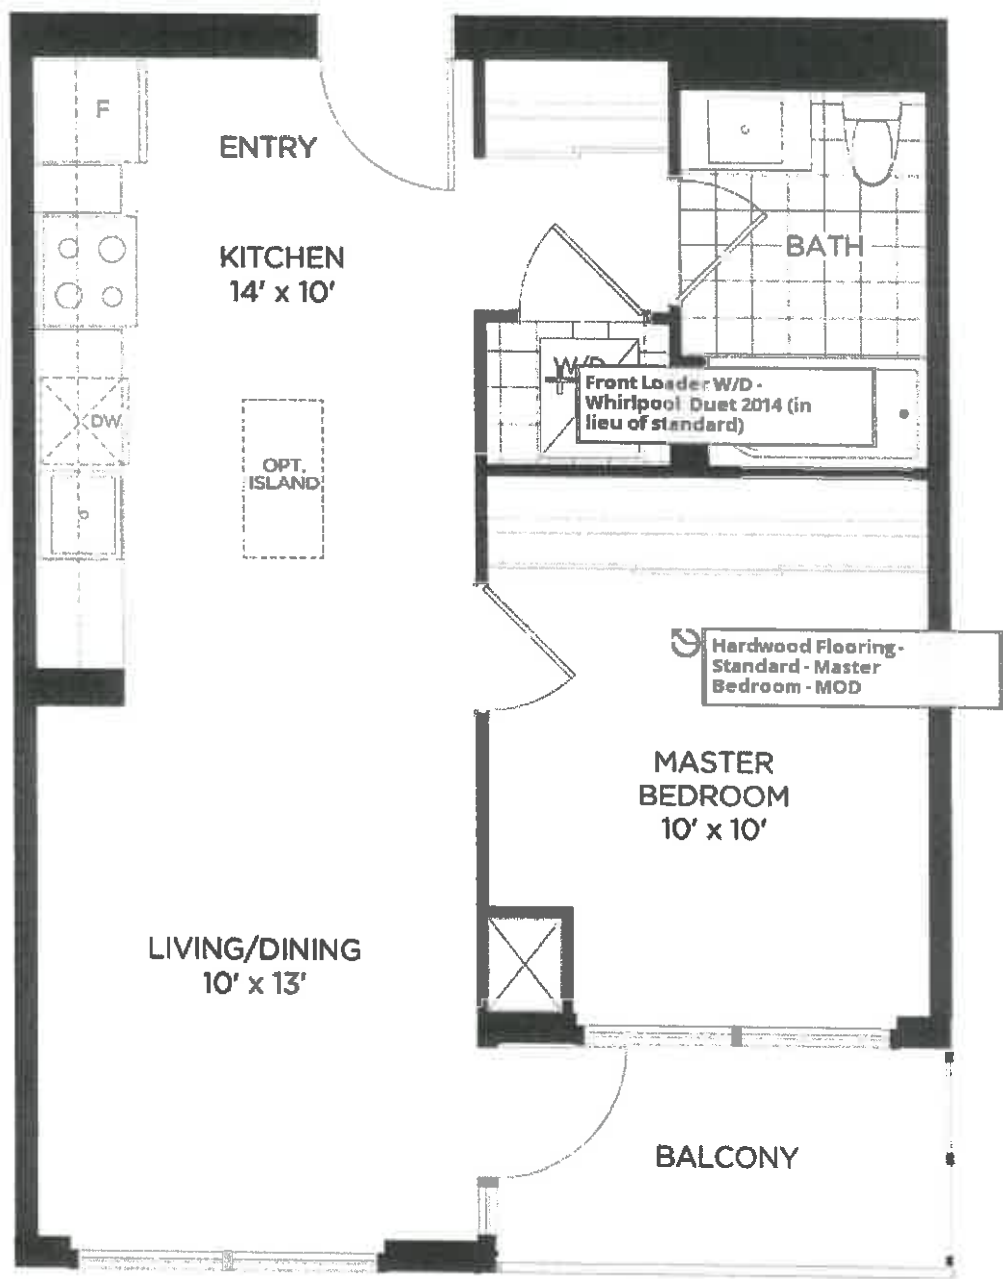 F
ENTRY
KITCHEN
14' x 10'
BATH
W/D
Front Loader W/D -
Whirlpool Duet 2014 (in
lieu of standard)
DW
OPT.
ISLAND
Hardwood Flooring -
Standard - Master
Bedroom - MOD
MASTER
BEDROOM
10' x 10'
LIVING/DINING
10' x 13'
BALCONY